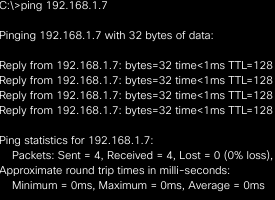 C:\>ping 192.168.1.7
Pinging 192.168.1.7 with 32 bytes of data:
Reply from 192.168.1.7: bytes=32 time<1ms TTL=128
Reply from 192.168.1.7: bytes=32 time<1ms TTL=128
Reply from 192.168.1.7: bytes=32 time<1ms TTL=128
Reply from 192.168.1.7: bytes=32 time<1ms TTL=128
Ping statistics for 192.168.1.7:
    Packets: Sent = 4, Received = 4, Lost = 0 (0% loss),
Approximate round trip times in milli-seconds:
    Minimum = 0ms, Maximum = 0ms, Average = 0ms